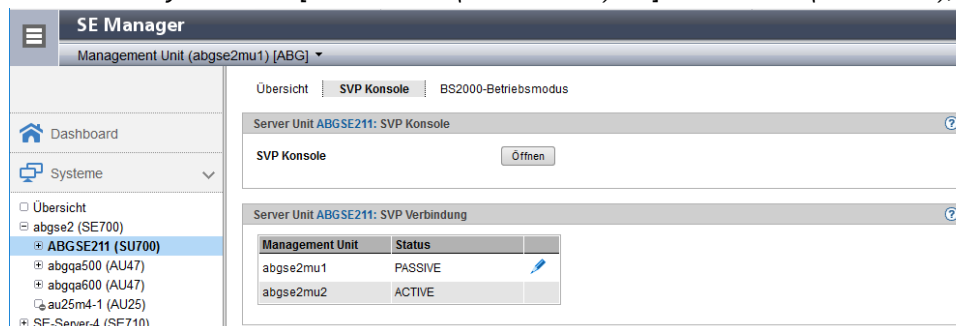 SE Manager
Management Unit (abgse2mu1) [ABG]
Übersicht SVP Konsole BS2000-Betriebsmodus
Dashboard
Systeme
Übersicht
abgse2 (SE700)
ABGSE211 (SU700)
abgqa500 (AU47)
abgqa600 (AU47)
au25m4-1 (AU25)
SE-Server-4 (SE710)
Server Unit ABGSE211: SVP Konsole
SVP Konsole Öffnen
Server Unit ABGSE211: SVP Verbindung
Management Unit Status
abgse2mu1 PASSIVE
abgse2mu2 ACTIVE